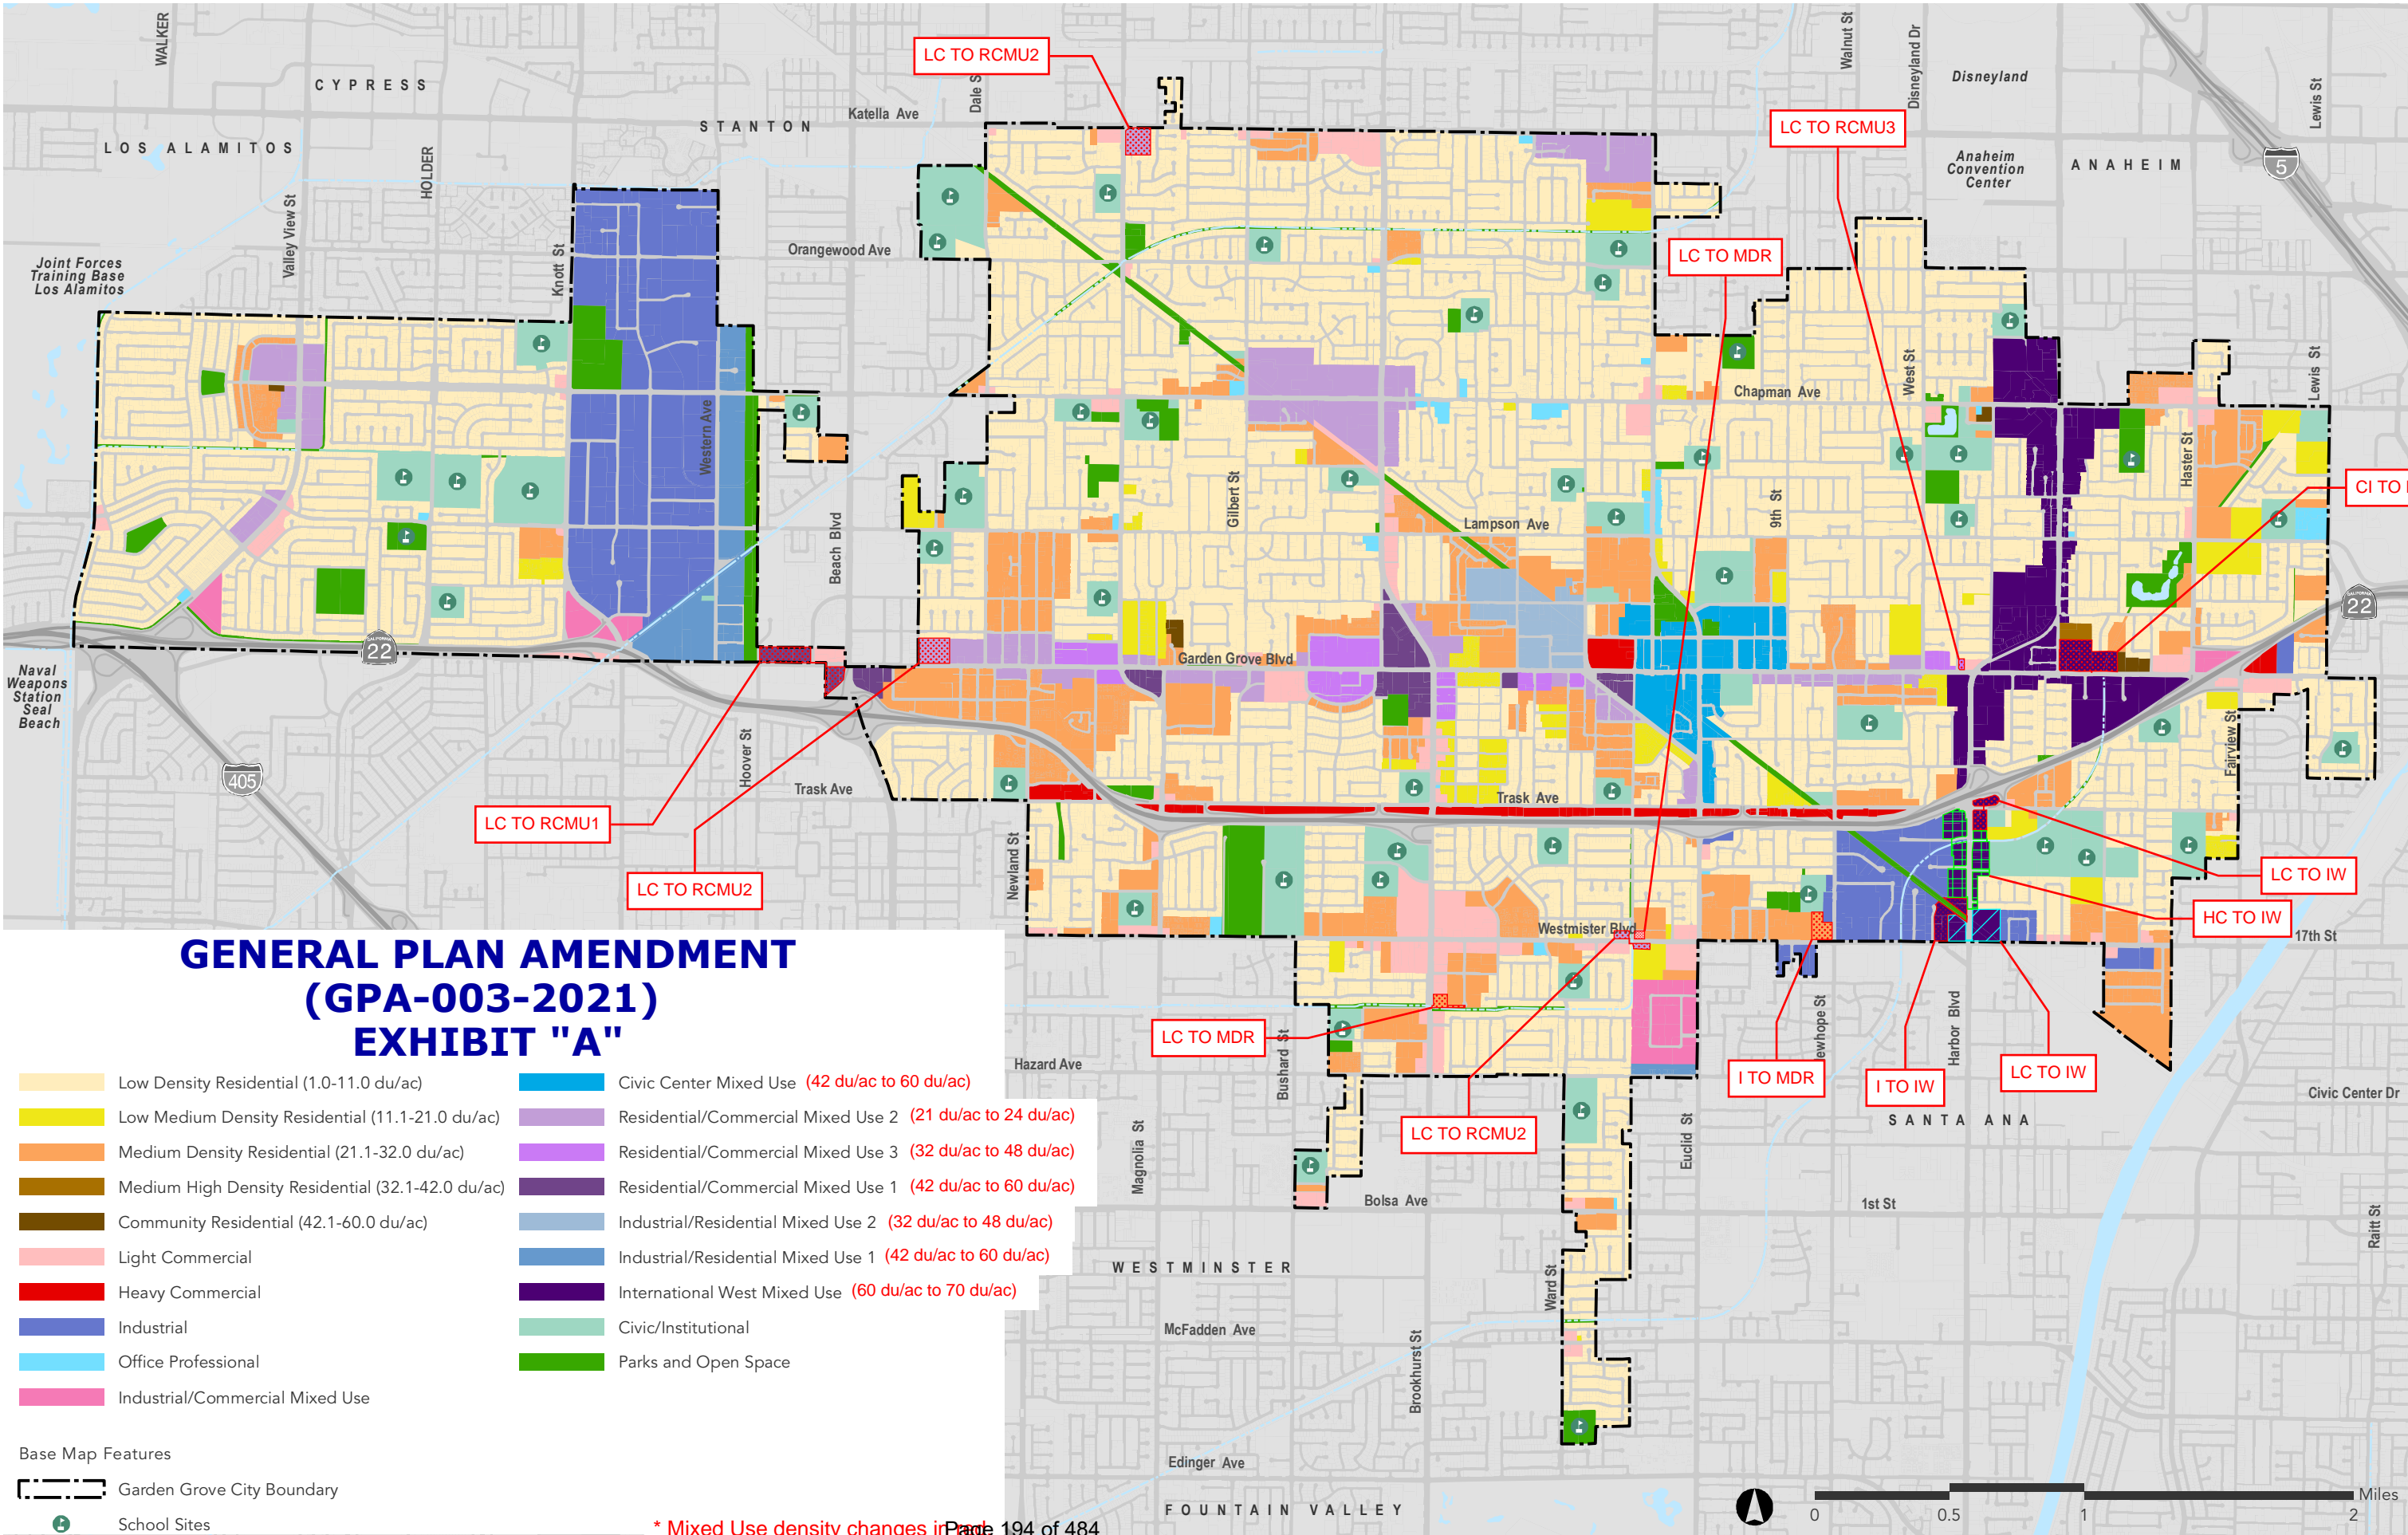 WALKER
CYPRESS
LOS ALAMITOS
HOLDER
Valley View St
Knott St
Joint Forces
Training Base
Los Alamitos
STANTON
Katella Ave
Dale S
LC TO RCMU2
Orangewood Ave
Walnut St
Disneyland Dr
Disneyland
Lewis St
LC TO RCMU3
Anaheim
Convention
Center
ANAHEIM
5
LC TO MDR
Western Ave
Beach Blvd
Gilbert St
Chapman Ave
West St
Lewis St
Haster St
CI TO
Lampson Ave
9th St
22
22
Garden Grove Blvd
Naval
Weapons
Station
Seal
Beach
405
Hoover St
Trask Ave
Trask Ave
Fairview St
LC TO RCMU1
LC TO RCMU2
Newland St
LC TO IW
HC TO IW
Westmister Blvd
17th St
GENERAL PLAN AMENDMENT
(GPA-003-2021)
EXHIBIT "A"
LC TO MDR
Hazard Ave
Bushard St
Magnolia St
LC TO RCMU2
Euclid St
I TO MDR
ewhope St
I TO IW
Harbor Blvd
LC TO IW
SANTA ANA
Civic Center Dr
Bolsa Ave
1st St
Raitt St
WESTMINSTER
Ward St
McFadden Ave
Brookhurst St
Edinger Ave
FOUNTAIN VALLEY
Low Density Residential (1.0-11.0 du/ac)
Low Medium Density Residential (11.1-21.0 du/ac)
Medium Density Residential (21.1-32.0 du/ac)
Medium High Density Residential (32.1-42.0 du/ac)
Community Residential (42.1-60.0 du/ac)
Light Commercial
Heavy Commercial
Industrial
Office Professional
Industrial/Commercial Mixed Use
Civic Center Mixed Use (42 du/ac to 60 du/ac)
Residential/Commercial Mixed Use 2 (21 du/ac to 24 du/ac)
Residential/Commercial Mixed Use 3 (32 du/ac to 48 du/ac)
Residential/Commercial Mixed Use 1 (42 du/ac to 60 du/ac)
Industrial/Residential Mixed Use 2 (32 du/ac to 48 du/ac)
Industrial/Residential Mixed Use 1 (42 du/ac to 60 du/ac)
International West Mixed Use (60 du/ac to 70 du/ac)
Civic/Institutional
Parks and Open Space
Base Map Features
Garden Grove City Boundary
School Sites
* Mixed Use density changes in
Page 194 of 484
0 0.5 1 2 Miles